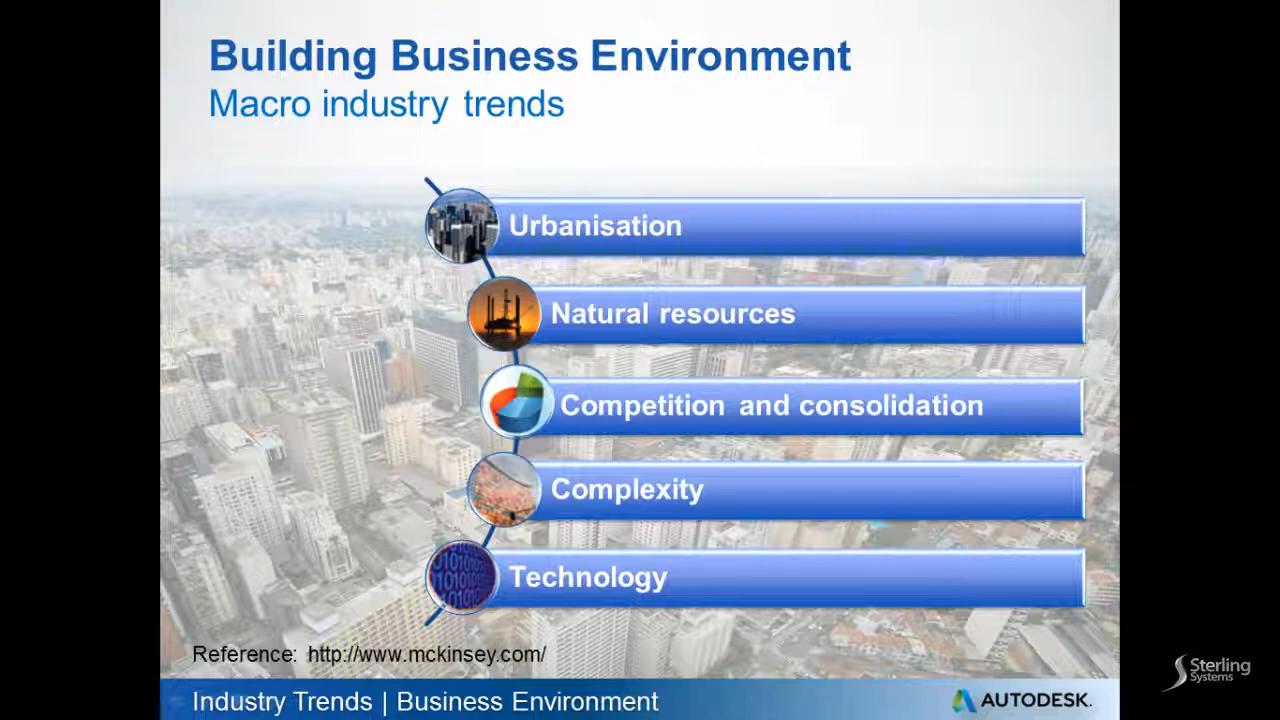 Building Business Environment
Macro industry trends
Urbanisation
Natural resources
Competition and consolidation
Complexity
Technology
Reference: http://www.mckinsey.com/
Industry Trends | Business Environment
AUTODESK.
Sterling
Systems